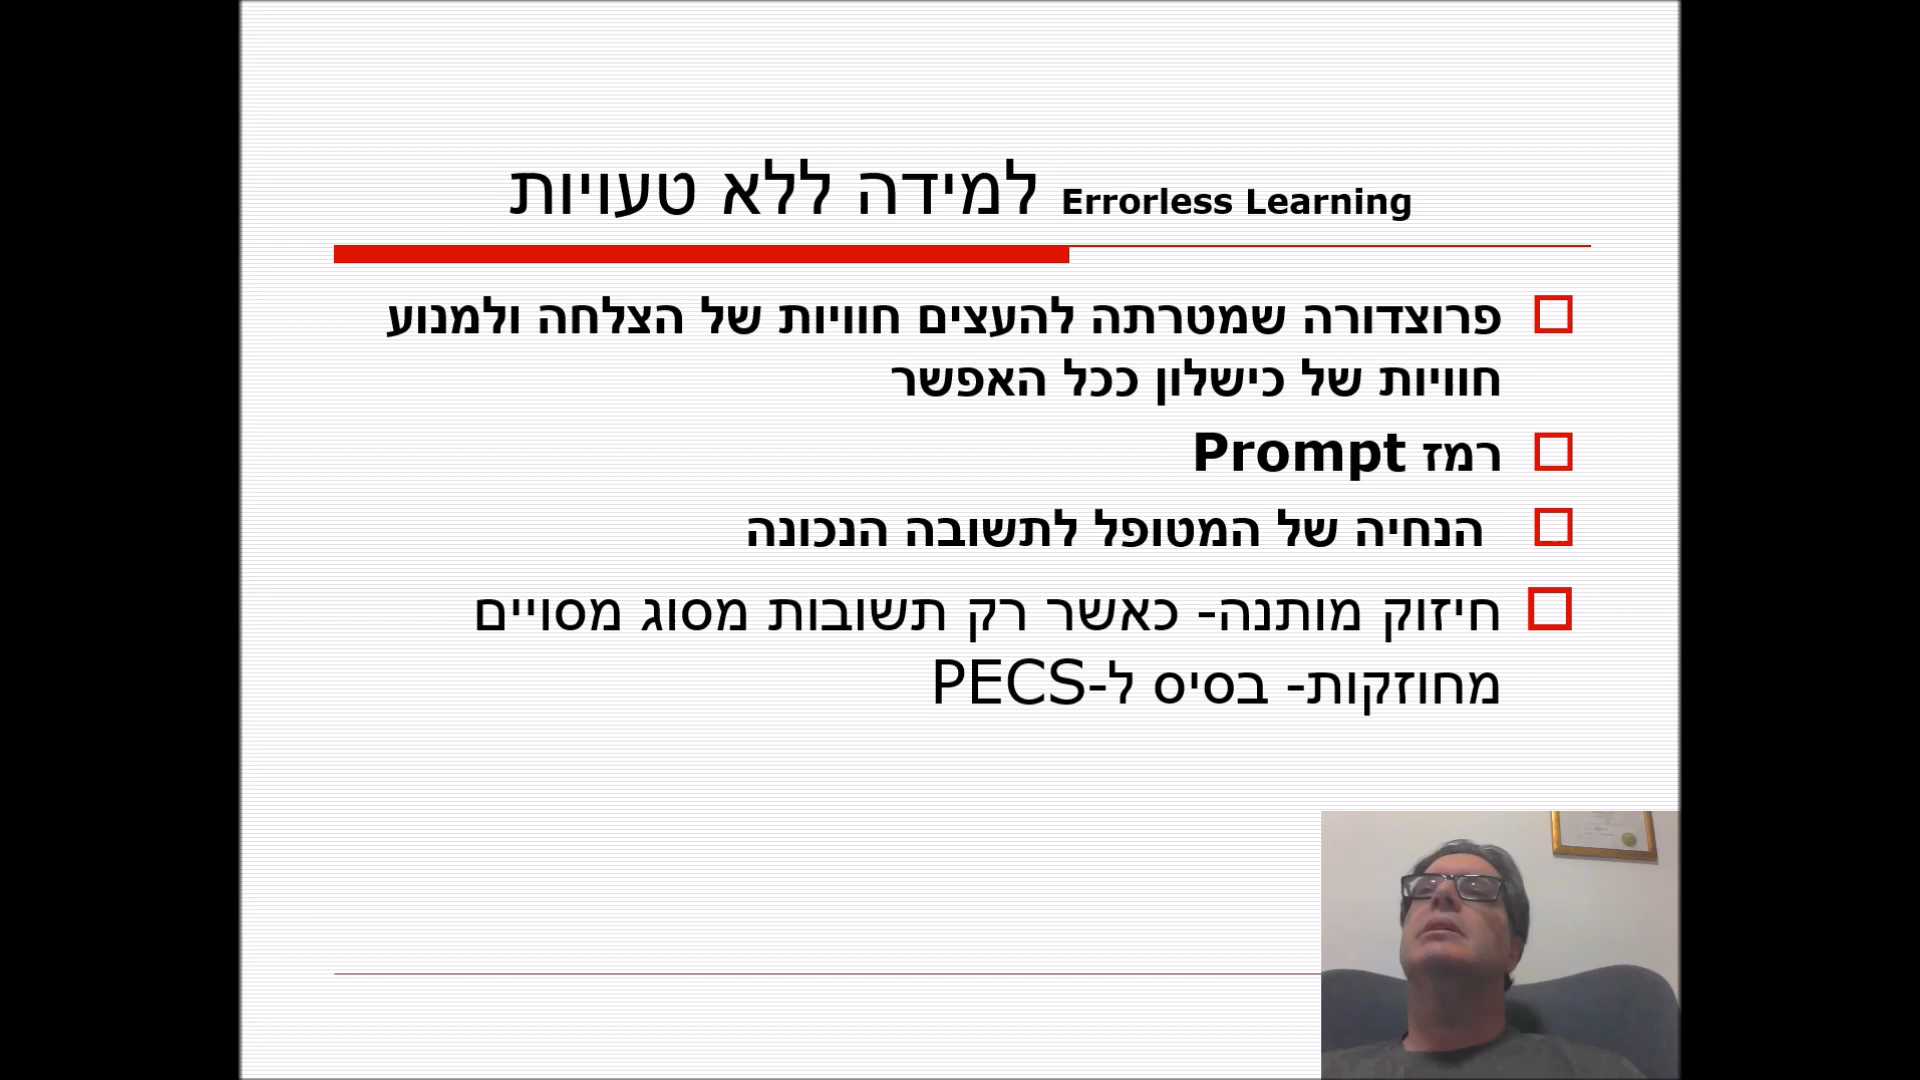 Errorless Learning למידה ללא טעויות
פרוצדורה שמטרתה להעצים חוויות של הצלחה ולמנוע
חוויות של כישלון ככל האפשר
רמז Prompt
הנחיה של המטופל לתשובה הנכונה
חיזוק מותנה- כאשר רק תשובות מסוג מסויים
מחוזקות- בסיס ל-PECS